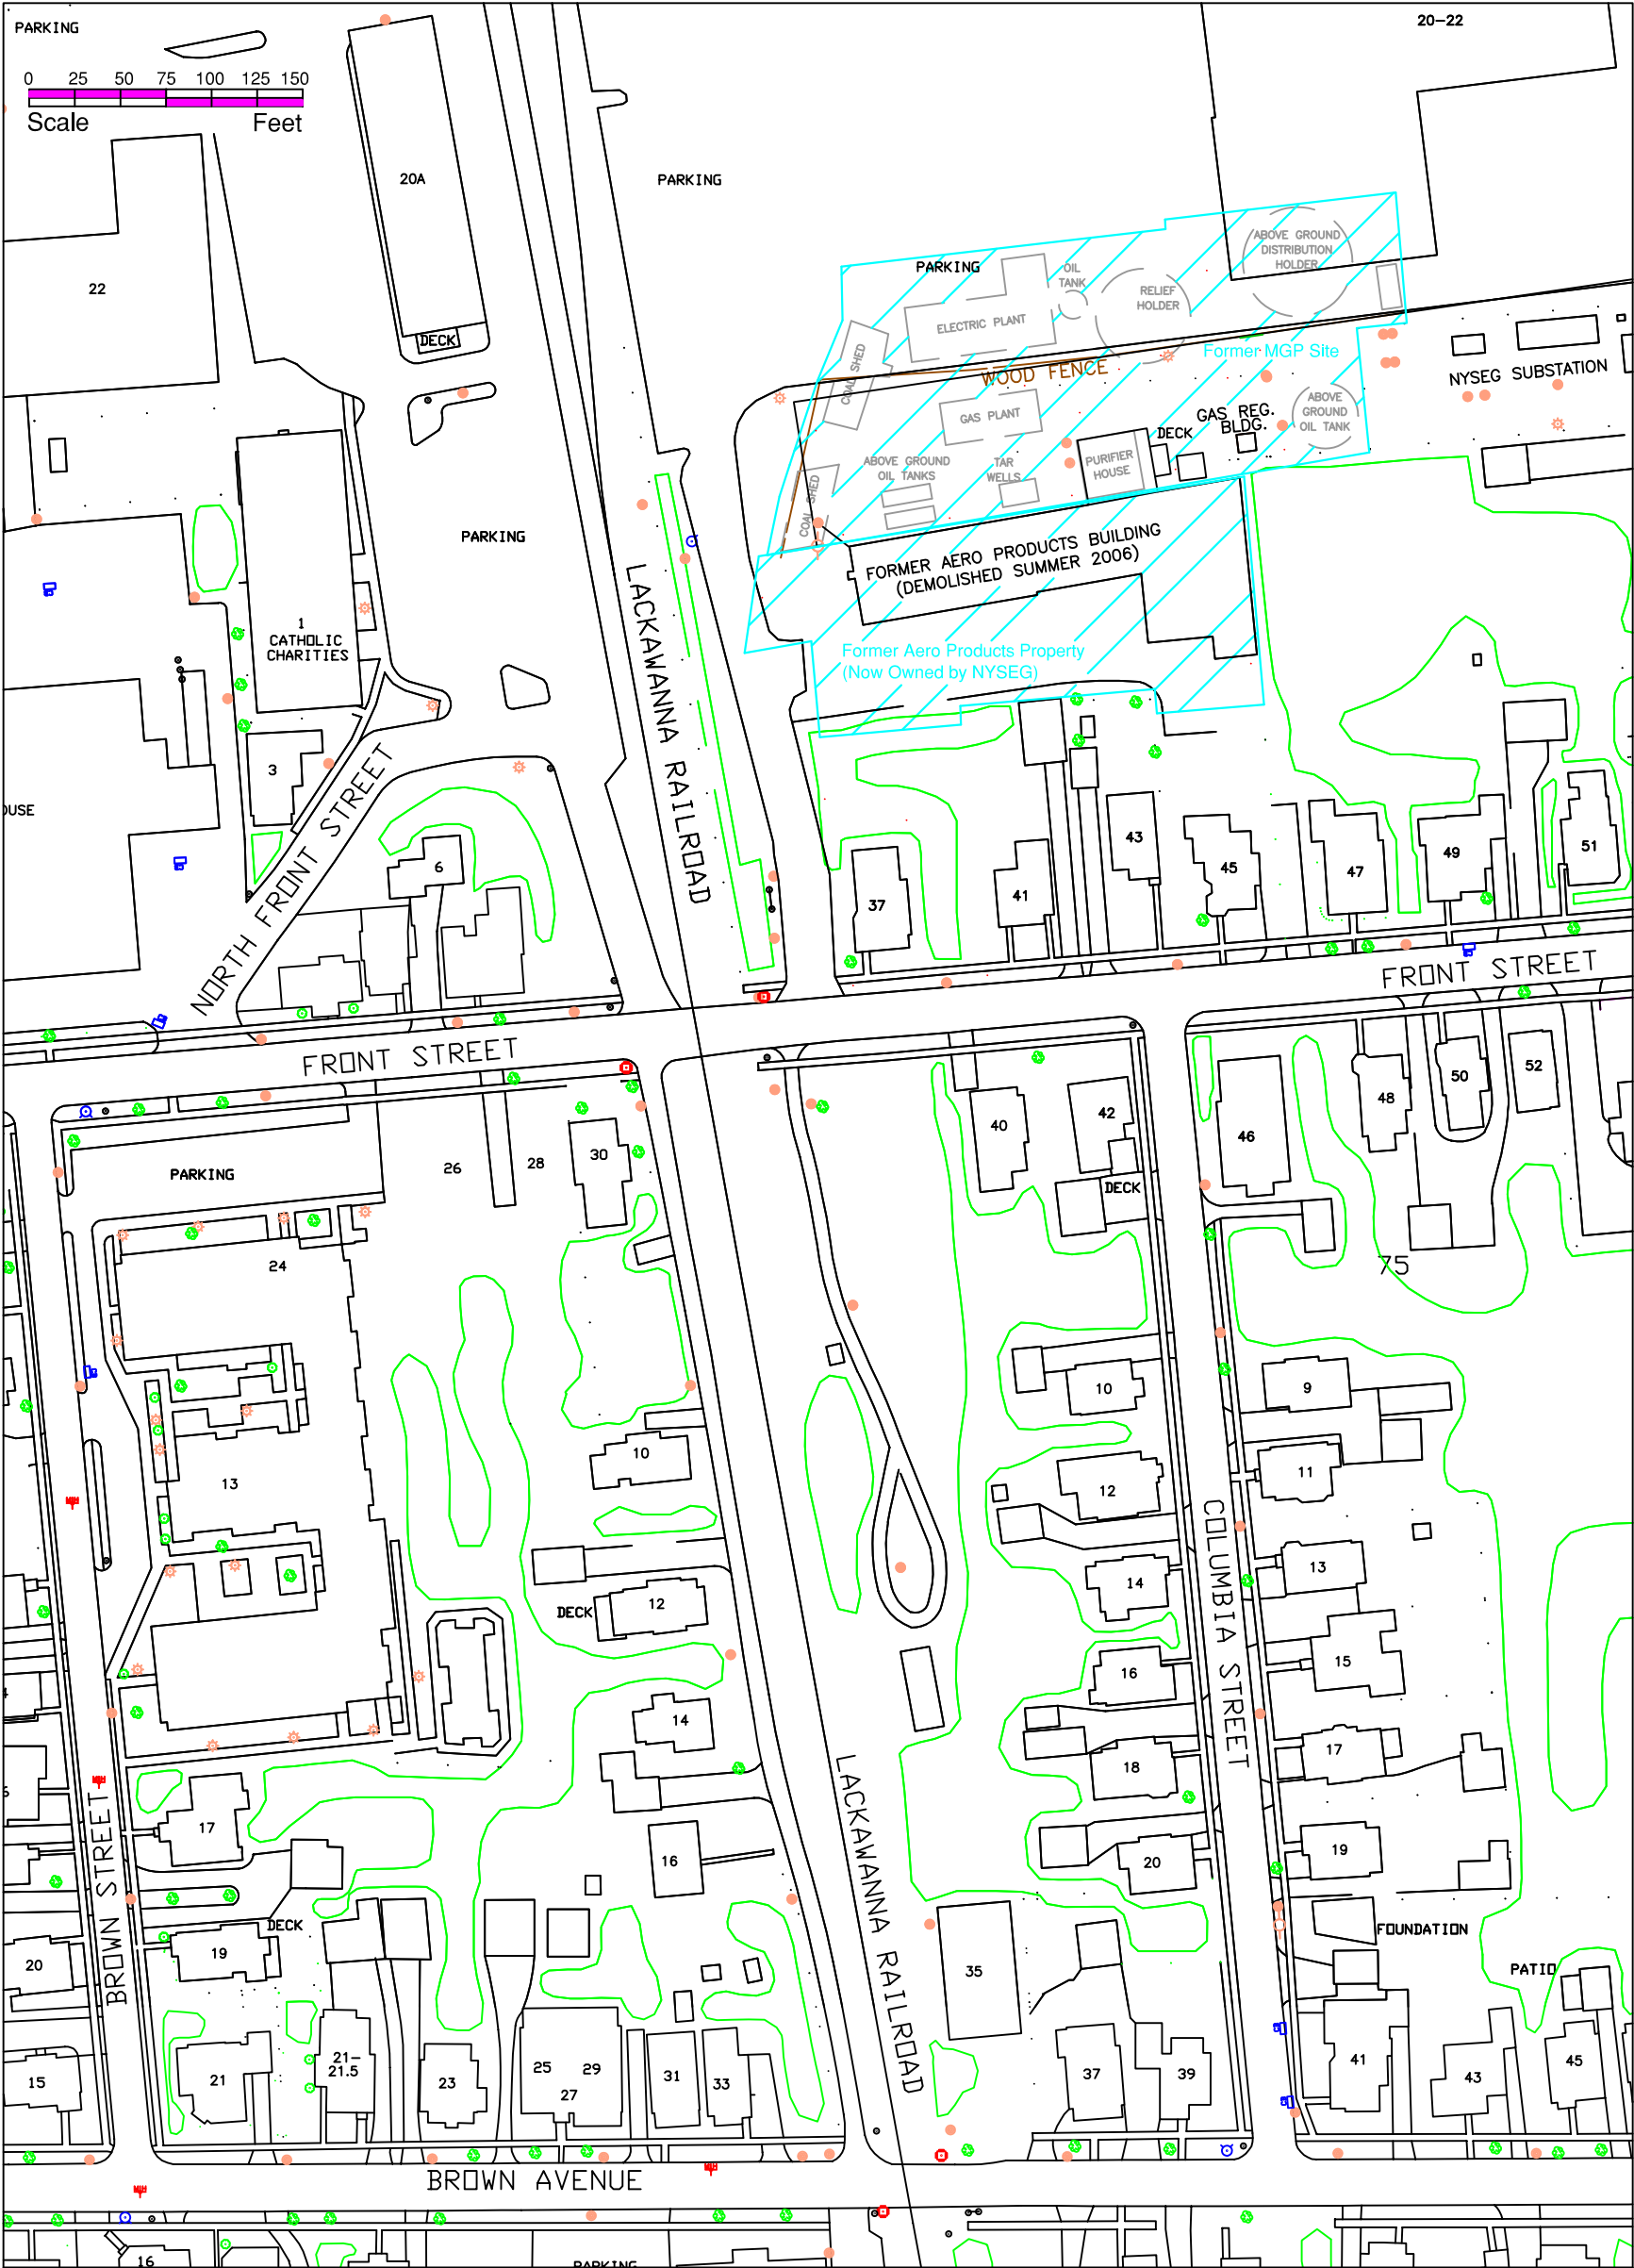 PARKING
20-22
0 25 50 75 100 125 150
Scale Feet
20A
PARKING
22
DECK
PARKING
OIL
TANK
ABOVE GROUND
DISTRIBUTION
HOLDER
RELIEF
HOLDER
ELECTRIC PLANT
COAL SHED
Former MGP Site
WOOD FENCE
NYSEG SUBSTATION
GAS PLANT
GAS REG.
BLDG.
DECK
ABOVE
GROUND
OIL TANK
ABOVE GROUND
OIL TANKS
TAR
WELLS
PURIFIER
HOUSE
COAL SHED
PARKING
FORMER AERO PRODUCTS BUILDING
(DEMOLISHED SUMMER 2006)
Former Aero Products Property
(Now Owned by NYSEG)
1
CATHOLIC
CHARITIES
LACKAWANNA RAILROAD
3
NORTH FRONT STREET
OUSE
6
37
41
43
45
47
49
51
FRONT STREET
FRONT STREET
PARKING
26
28
30
40
42
DECK
46
48
50
52
75
24
13
10
10
9
12
11
DECK
12
14
13
COLUMBIA STREET
16
15
14
18
17
LACKAWANNA RAILROAD
17
16
20
19
BROWN STREET
DECK
19
20
35
FOUNDATION
PATIO
15
21
21-
21.5
23
25
29
27
31
33
37
39
41
43
45
BROWN AVENUE
16
PARKING